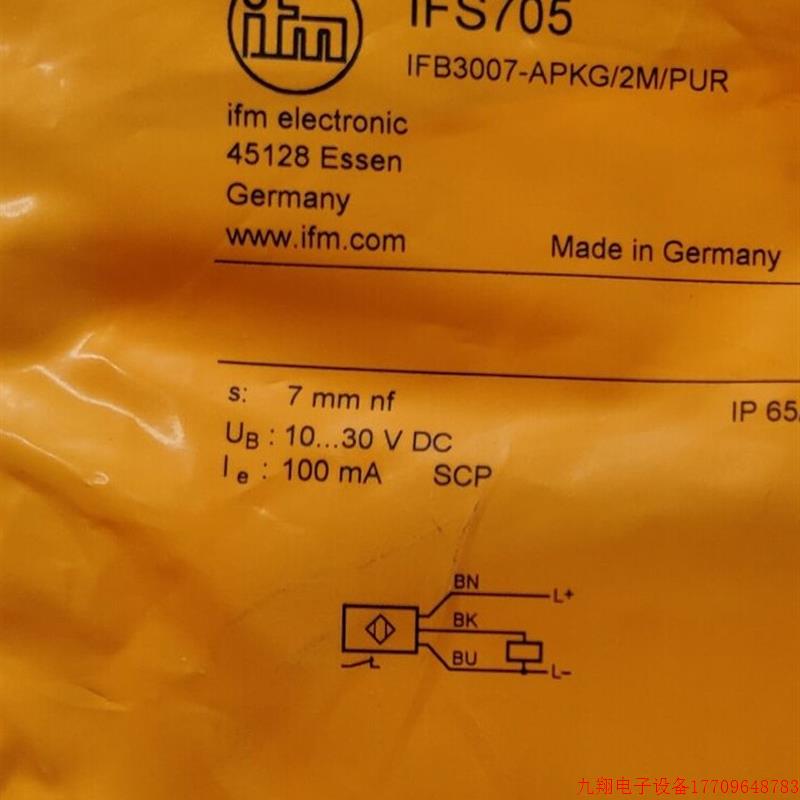 ifm
IFS705
IFB3007-APKG/2M/PUR
ifm electronic
45128 Essen
Germany
www.ifm.com
Made in Germany
s: 7 mm nf
IP 65/
UB : 10...30 V DC
Ie : 100 mA SCP
BN
L+
BK
BU
L-
九翔电子设备17709648783